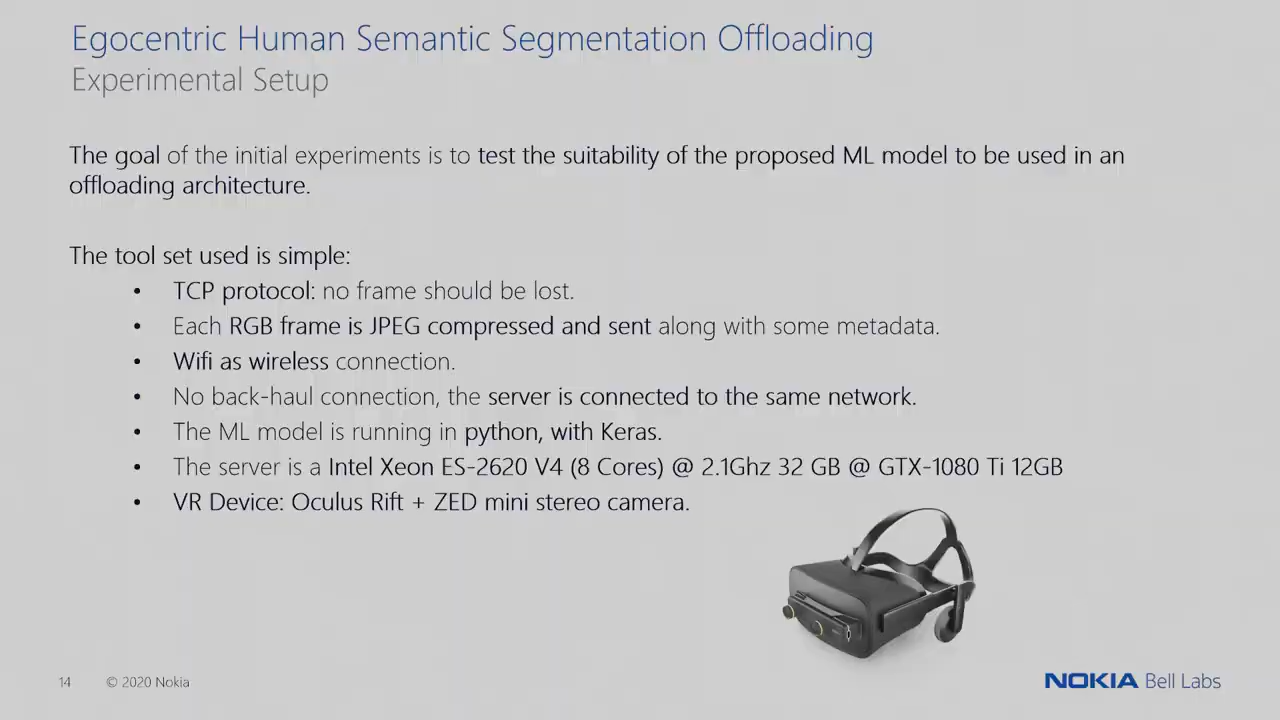 Egocentric Human Semantic Segmentation Offloading
Experimental Setup
The goal of the initial experiments is to test the suitability of the proposed ML model to be used in an
offloading architecture.
The tool set used is simple:
• TCP protocol: no frame should be lost.
• Each RGB frame is JPEG compressed and sent along with some metadata.
• Wifi as wireless connection.
• No back-haul connection, the server is connected to the same network.
• The ML model is running in python, with Keras.
• The server is a Intel Xeon ES-2620 V4 (8 Cores) @ 2.1Ghz 32 GB @ GTX-1080 Ti 12GB
• VR Device: Oculus Rift + ZED mini stereo camera.
14 © 2020 Nokia
NOKIA Bell Labs